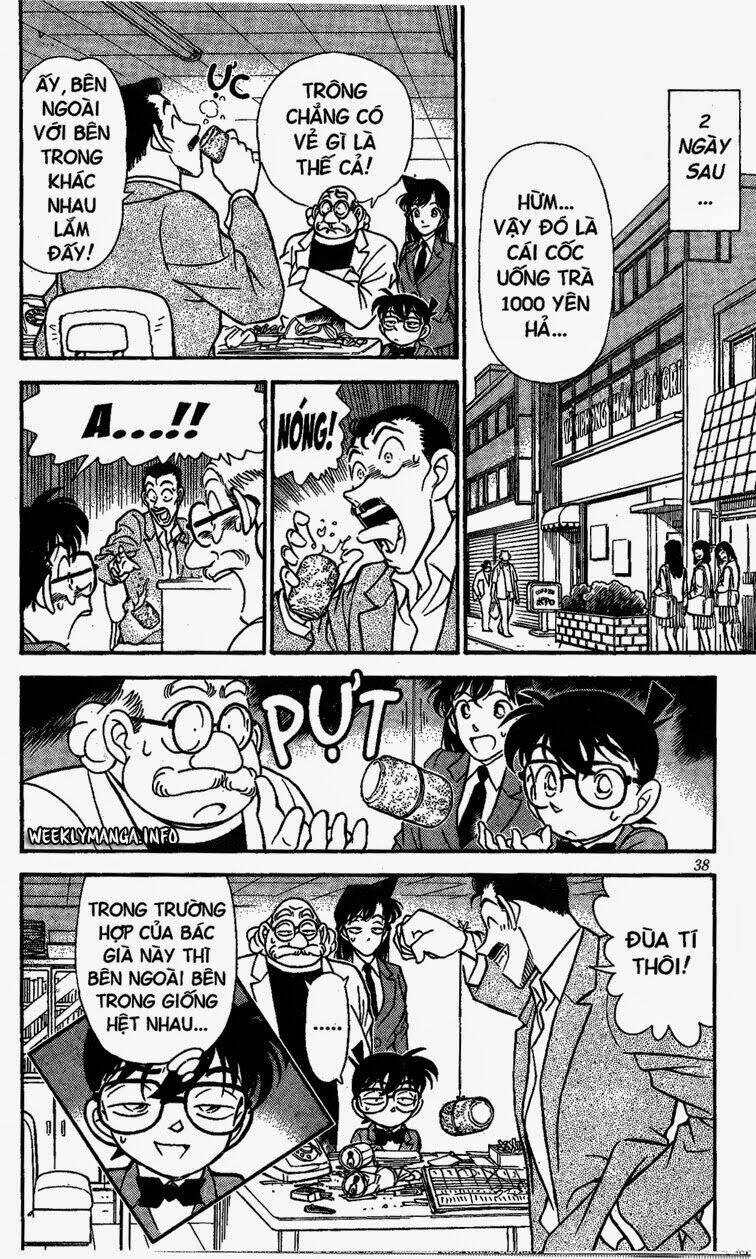 2
NGÀY
SAU
...
HỪM...
VẬY ĐÓ LÀ
CÁI CỐC
UỐNG TRÀ
1000 YÊN
HẢ...
TRÔNG
CHẲNG CÓ
VẺ GÌ LÀ
THẾ CẢ!
ỰC
ẤY, BÊN
NGOÀI
VỚI BÊN
TRONG
KHÁC
NHAU
LẮM
ĐẤY!
NÓNG!
A...!!
PỰT
WEEKLYMANGA.INFO
38
ĐÙA TÍ
THÔI!
......
TRONG TRƯỜNG
HỢP CỦA BÁC
GIÀ NÀY THÌ
BÊN NGOÀI BÊN
TRONG GIỐNG
HỆT NHAU...